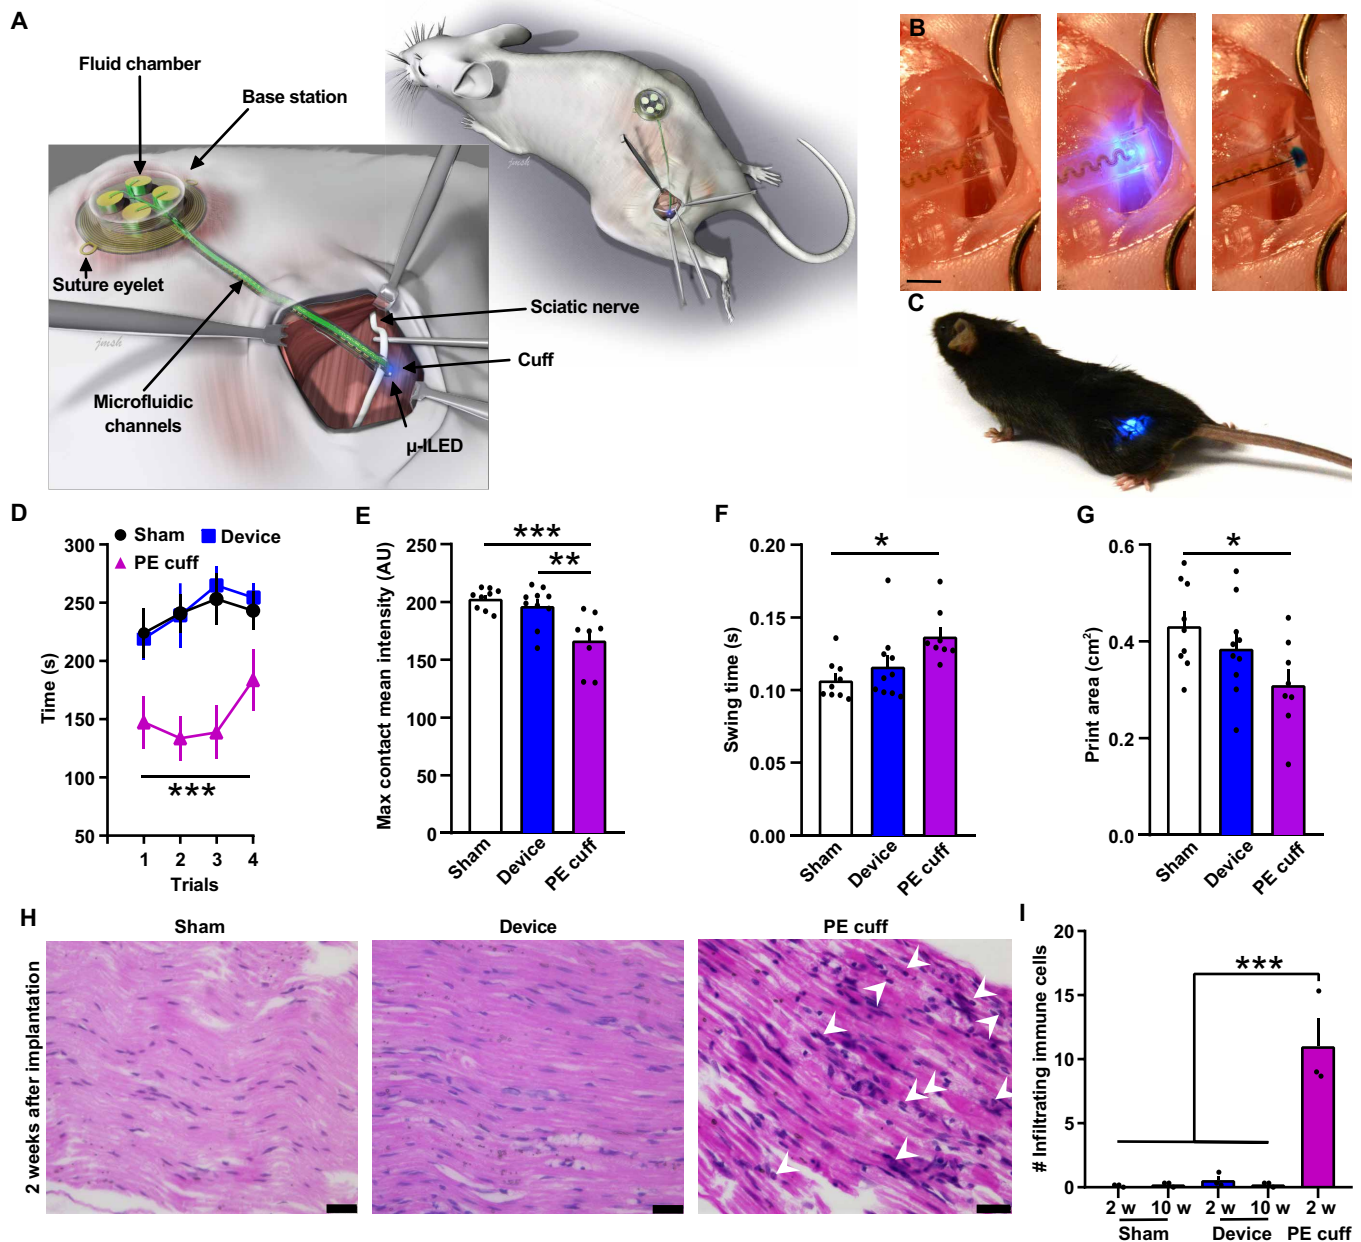 A
Fluid chamber
Base station
Suture eyelet
Microfluidic
channels
Sciatic nerve
Cuff
µ-ILED
jmsh
jmsh
B
C
D
Sham
Device
PE cuff
300
250
200
150
100
50
Time (s)
1 2 3 4
Trials
***
E
***
**
250
200
150
100
50
0
Max contact mean intensity (AU)
Sham
Device
PE cuff
F
*
0.20
0.15
0.10
0.05
0.00
Swing time (s)
Sham
Device
PE cuff
G
*
0.6
0.4
0.2
0.0
Print area (cm²)
Sham
Device
PE cuff
H
Sham
Device
PE cuff
2 weeks after implantation
I
***
20
15
10
5
0
# Infiltrating immune cells
2 w 10 w 2 w 10 w 2 w
Sham Device PE cuff